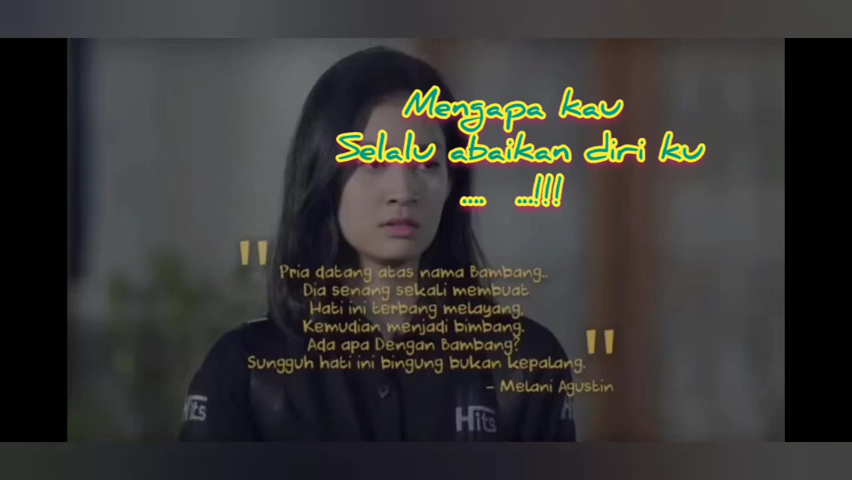 Mengapa kau
Selalu abaikan diri ku
.... ...!!!
" Pria datang atas nama Bambang..
Dia senang sekali membuat
Hati ini terbang melayang.
Kemudian menjadi bimbang.
Ada apa Dengan Bambang?
Sungguh hati ini bingung bukan kepalang. "
- Melani Agustin
Hits
Hits
H